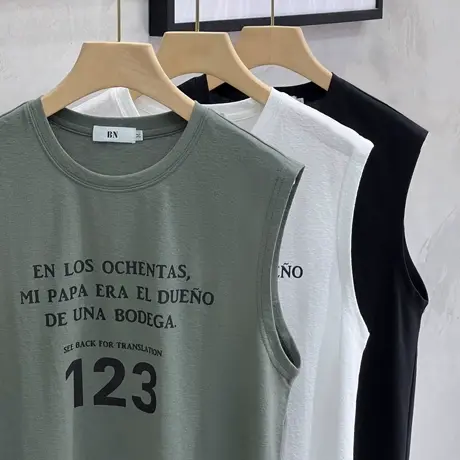 BN
EN LOS OCHENTAS,
MI PAPA ERA EL DUEÑO
DE UNA BODEGA.
SEE BACK FOR TRANSLATION
123
EÑO